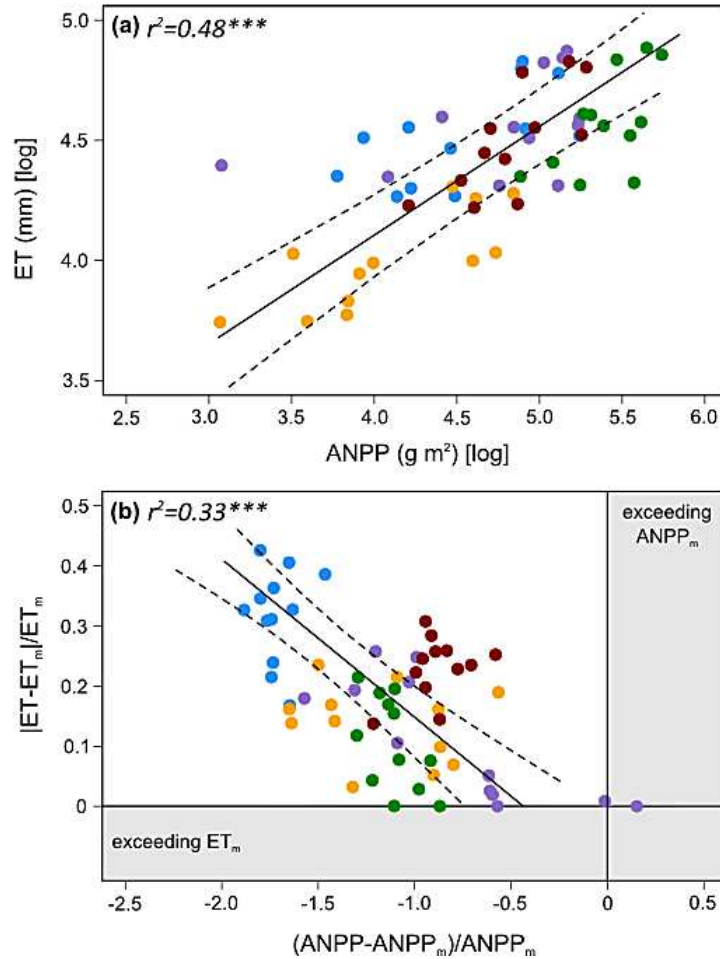 (a) r²=0.48***
5.0
4.5
4.0
3.5
ET (mm) [log]
2.5 3.0 3.5 4.0 4.5 5.0 5.5 6.0
ANPP (g m²) [log]
(b) r²=0.33***
exceeding
ANPPₘ
0.5
0.4
0.3
0.2
0.1
0
|ET-ETₘ|/ETₘ
exceeding ETₘ
-2.5 -2.0 -1.5 -1.0 -0.5 0 0.5
(ANPP-ANPPₘ)/ANPPₘ